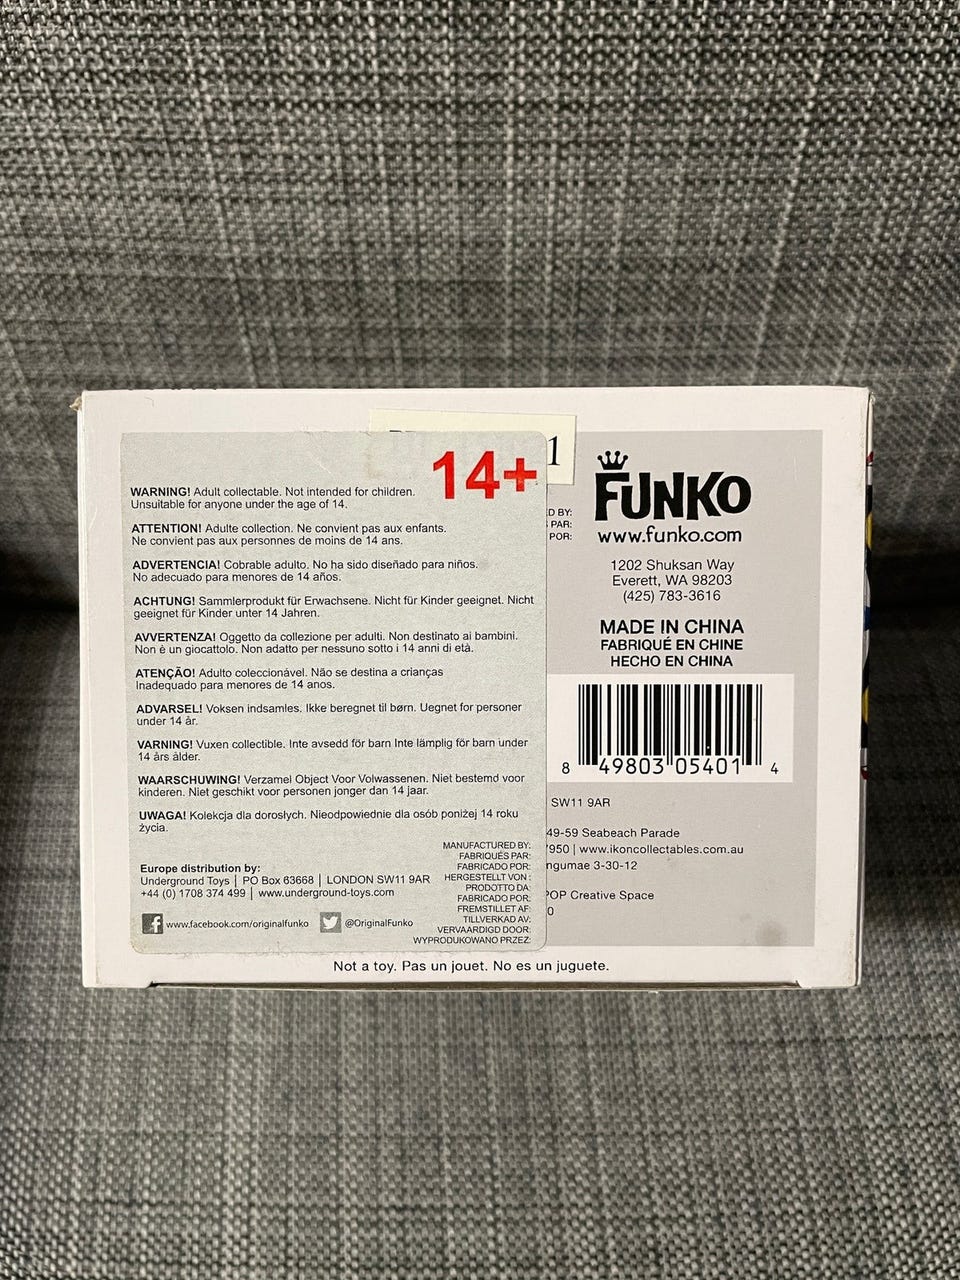 14+
WARNING! Adult collectable. Not intended for children.
Unsuitable for anyone under the age of 14.
ATTENTION! Adulte collection. Ne convient pas aux enfants.
Ne convient pas aux personnes de moins de 14 ans.
ADVERTENCIA! Cobrable adulto. No ha sido diseñado para niños.
No adecuado para menores de 14 años.
ACHTUNG! Sammlerprodukt für Erwachsene. Nicht für Kinder geeignet. Nicht
geeignet für Kinder unter 14 Jahren.
AVVERTENZA! Oggetto da collezione per adulti. Non destinato ai bambini.
Non è un giocattolo. Non adatto per nessuno sotto i 14 anni di età.
ATENÇÃO! Adulto coleccionável. Não se destina a crianças
Inadequado para menores de 14 anos.
ADVARSEL! Voksen indsamles. Ikke beregnet til børn. Uegnet for personer
under 14 år.
VARNING! Vuxen collectible. Inte avsedd för barn Inte lämplig för barn under
14 års ålder.
WAARSCHUWING! Verzamel Object Voor Volwassenen. Niet bestemd voor
kinderen. Niet geschikt voor personen jonger dan 14 jaar.
UWAGA! Kolekcja dla dorosłych. Nieodpowiednie dla osób poniżej 14 roku
życia.
Europe distribution by:
Underground Toys | PO Box 63668 | LONDON SW11 9AR
+44 (0) 1708 374 499 | www.underground-toys.com
www.facebook.com/originalfunko @OriginalFunko
MANUFACTURED BY:
FABRIQUÉS PAR:
FABRICADO POR:
HERGESTELLT VON :
PRODOTTO DA:
FABRICADO POR:
FREMSTILLET AF:
TILLVERKAD AV:
VERVAARDIGD DOOR:
WYPRODUKOWANO PRZEZ:
1
D BY:
PAR:
POR:
FUNKO
www.funko.com
1202 Shuksan Way
Everett, WA 98203
(425) 783-3616
MADE IN CHINA
FABRIQUÉ EN CHINE
HECHO EN CHINA
8 49803 05401 4
SW11 9AR
49-59 Seabeach Parade
950 | www.ikoncollectables.com.au
ngumae 3-30-12
POP Creative Space
0
Not a toy. Pas un jouet. No es un juguete.